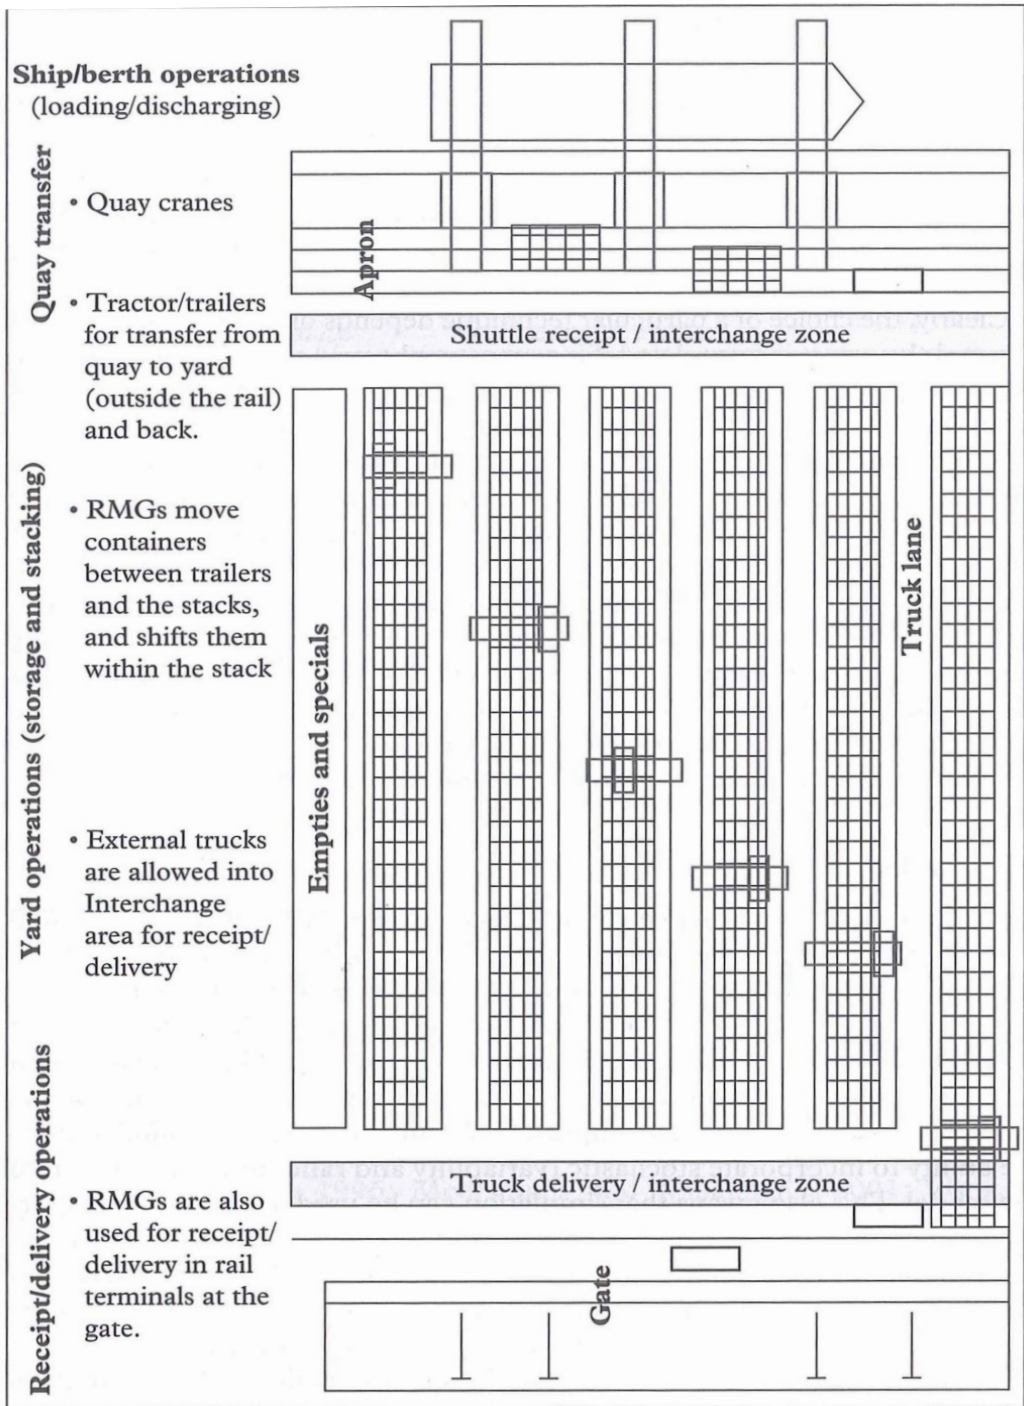 Ship/berth operations
(loading/discharging)
Quay transfer
• Quay cranes
Apron
• Tractor/trailers
for transfer from
quay to yard
(outside the rail)
and back.
Shuttle receipt / interchange zone
Yard operations (storage and stacking)
• RMGs move
containers
between trailers
and the stacks,
and shifts them
within the stack
Empties and specials
Truck lane
• External trucks
are allowed into
Interchange
area for receipt/
delivery
Receipt/delivery operations
Truck delivery / interchange zone
• RMGs are also
used for receipt/
delivery in rail
terminals at the
gate.
Gate